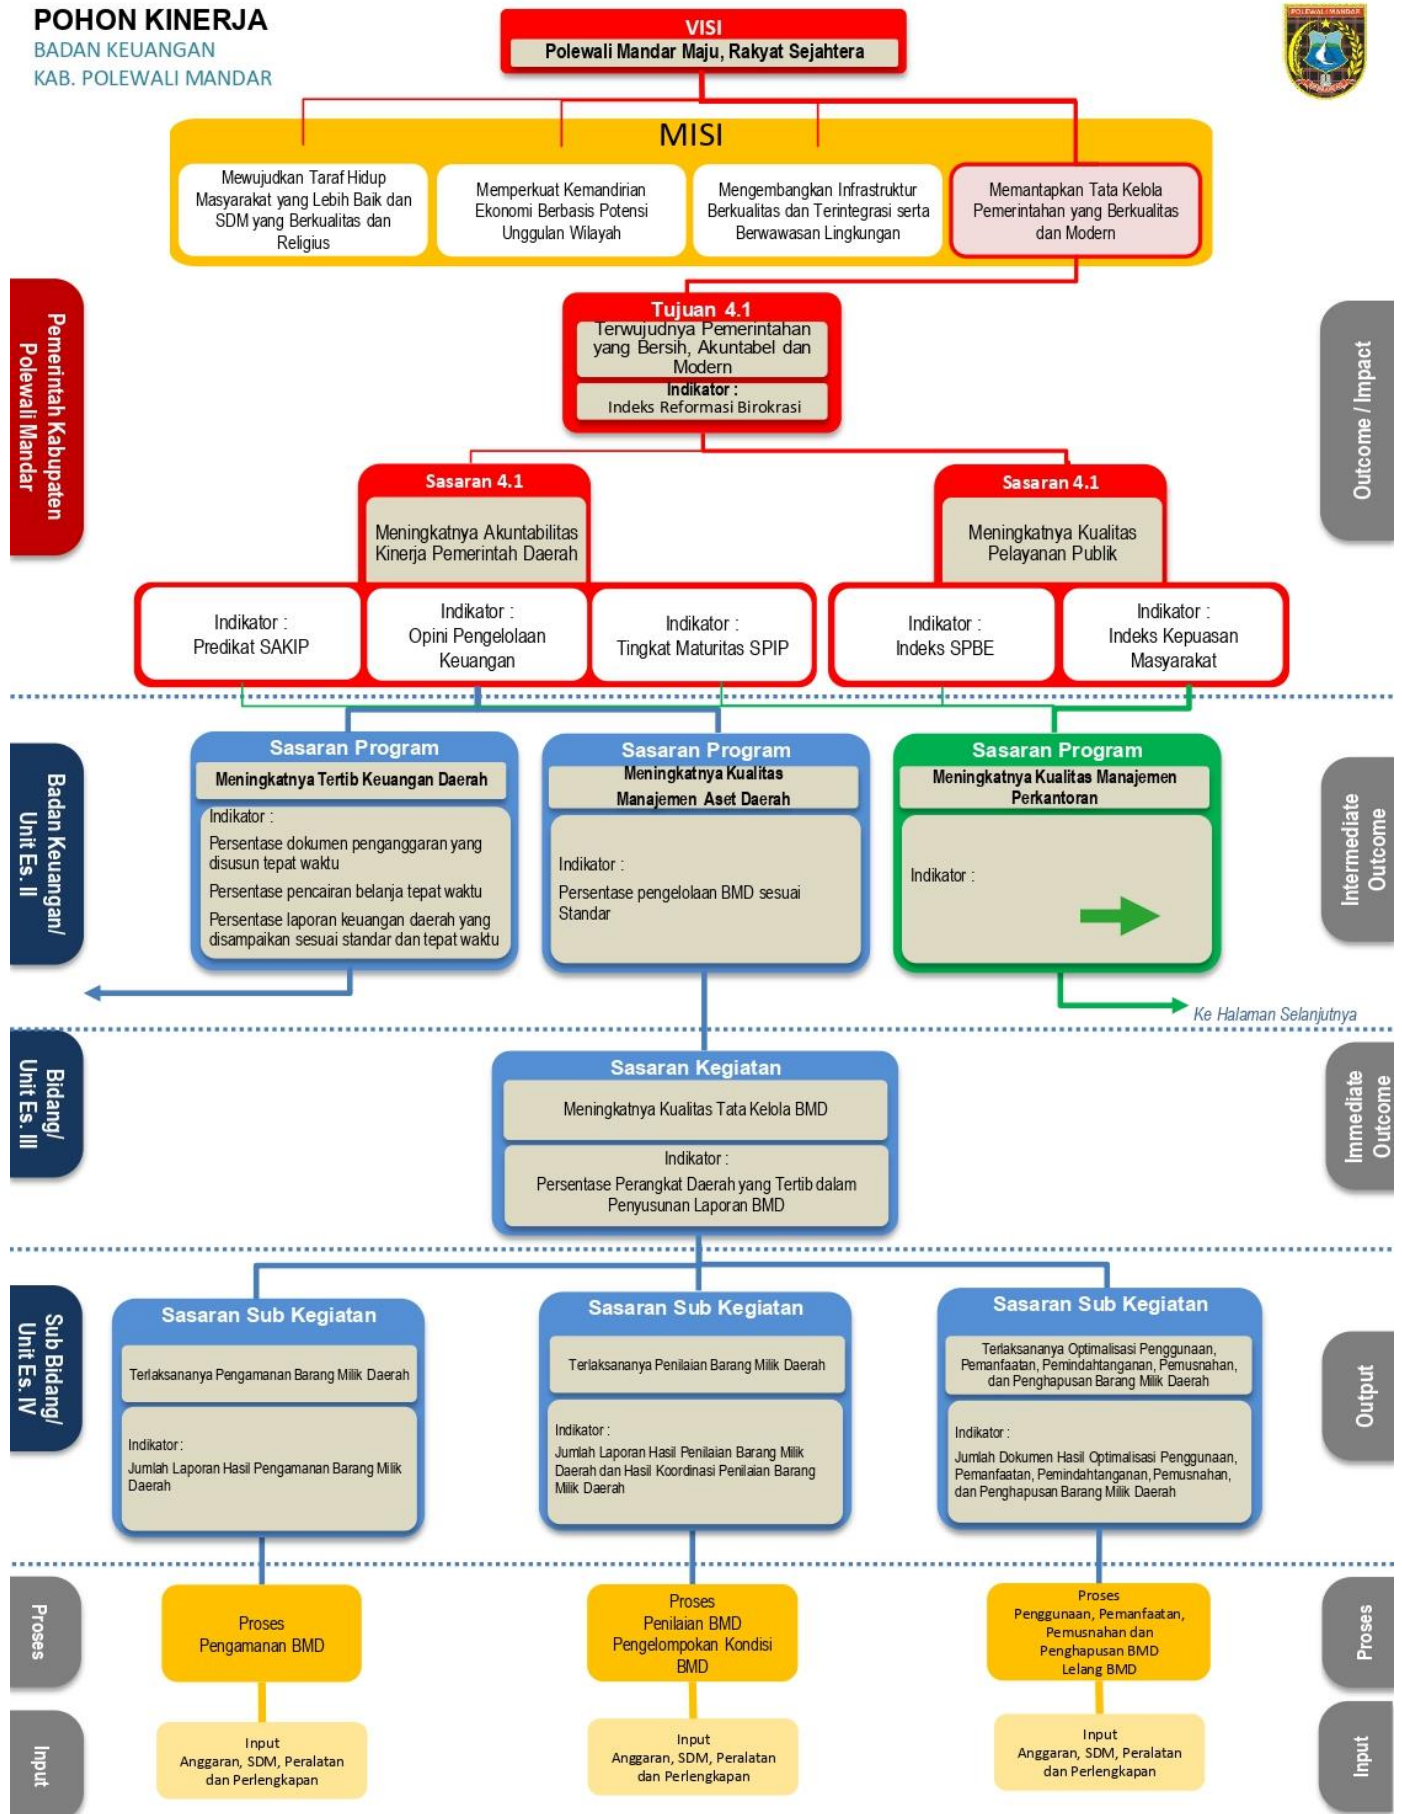 POHON KINERJA
BADAN KEUANGAN
KAB. POLEWALI MANDAR
POLEWALI MANDAR
VISI
Polewali Mandar Maju, Rakyat Sejahtera
MISI
Mewujudkan Taraf Hidup
Masyarakat yang Lebih Baik dan
SDM yang Berkualitas dan
Religius
Memperkuat Kemandirian
Ekonomi Berbasis Potensi
Unggulan Wilayah
Mengembangkan Infrastruktur
Berkualitas dan Terintegrasi serta
Berwawasan Lingkungan
Memantapkan Tata Kelola
Pemerintahan yang Berkualitas
dan Modern
Pemerintah Kabupaten
Polewali Mandar
Outcome / Impact
Tujuan 4.1
Terwujudnya Pemerintahan
yang Bersih, Akuntabel dan
Modern
Indikator :
Indeks Reformasi Birokrasi
Sasaran 4.1
Meningkatnya Akuntabilitas
Kinerja Pemerintah Daerah
Sasaran 4.1
Meningkatnya Kualitas
Pelayanan Publik
Indikator :
Predikat SAKIP
Indikator :
Opini Pengelolaan
Keuangan
Indikator :
Tingkat Maturitas SPIP
Indikator :
Indeks SPBE
Indikator :
Indeks Kepuasan
Masyarakat
Badan Keuangan/
Unit Es. II
Intermediate
Outcome
Sasaran Program
Meningkatnya Tertib Keuangan Daerah
Indikator :
Persentase dokumen penganggaran yang
disusun tepat waktu
Persentase pencairan belanja tepat waktu
Persentase laporan keuangan daerah yang
disampaikan sesuai standar dan tepat waktu
Sasaran Program
Meningkatnya Kualitas
Manajemen Aset Daerah
Indikator :
Persentase pengelolaan BMD sesuai
Standar
Sasaran Program
Meningkatnya Kualitas Manajemen
Perkantoran
Indikator :
Ke Halaman Selanjutnya
Bidang/
Unit Es. III
Immediate
Outcome
Sasaran Kegiatan
Meningkatnya Kualitas Tata Kelola BMD
Indikator :
Persentase Perangkat Daerah yang Tertib dalam
Penyusunan Laporan BMD
Sub Bidang/
Unit Es. IV
Output
Sasaran Sub Kegiatan
Terlaksananya Pengamanan Barang Milik Daerah
Indikator :
Jumlah Laporan Hasil Pengamanan Barang Milik
Daerah
Sasaran Sub Kegiatan
Terlaksananya Penilaian Barang Milik Daerah
Indikator :
Jumlah Laporan Hasil Penilaian Barang Milik
Daerah dan Hasil Koordinasi Penilaian Barang
Milik Daerah
Sasaran Sub Kegiatan
Terlaksananya Optimalisasi Penggunaan,
Pemanfaatan, Pemindahtanganan, Pemusnahan,
dan Penghapusan Barang Milik Daerah
Indikator :
Jumlah Dokumen Hasil Optimalisasi Penggunaan,
Pemanfaatan, Pemindahtanganan, Pemusnahan,
dan Penghapusan Barang Milik Daerah
Proses
Proses
Proses
Pengamanan BMD
Proses
Penilaian BMD
Pengelompokan Kondisi
BMD
Proses
Penggunaan, Pemanfaatan,
Pemusnahan dan
Penghapusan BMD
Lelang BMD
Input
Input
Input
Anggaran, SDM, Peralatan
dan Perlengkapan
Input
Anggaran, SDM, Peralatan
dan Perlengkapan
Input
Anggaran, SDM, Peralatan
dan Perlengkapan